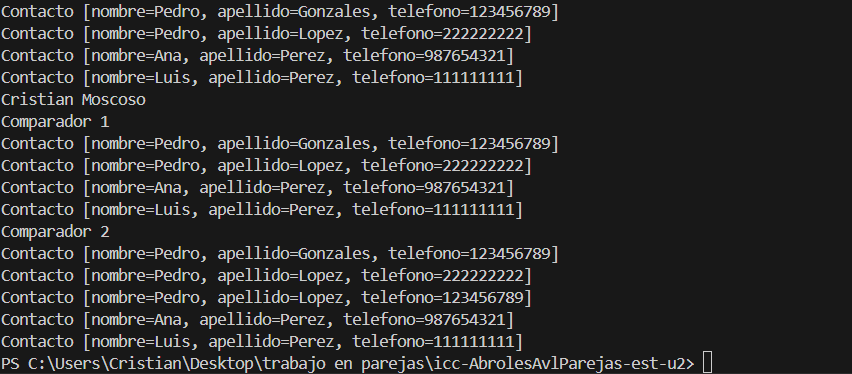 Contacto [nombre=Pedro, apellido=Gonzales, telefono=123456789]
Contacto [nombre=Pedro, apellido=Lopez, telefono=222222222]
Contacto [nombre=Ana, apellido=Perez, telefono=987654321]
Contacto [nombre=Luis, apellido=Perez, telefono=111111111]
Cristian Moscoso
Comparador 1
Contacto [nombre=Pedro, apellido=Gonzales, telefono=123456789]
Contacto [nombre=Pedro, apellido=Lopez, telefono=222222222]
Contacto [nombre=Ana, apellido=Perez, telefono=987654321]
Contacto [nombre=Luis, apellido=Perez, telefono=111111111]
Comparador 2
Contacto [nombre=Pedro, apellido=Gonzales, telefono=123456789]
Contacto [nombre=Pedro, apellido=Lopez, telefono=222222222]
Contacto [nombre=Pedro, apellido=Lopez, telefono=123456789]
Contacto [nombre=Ana, apellido=Perez, telefono=987654321]
Contacto [nombre=Luis, apellido=Perez, telefono=111111111]
PS C:\Users\Cristian\Desktop\trabajo en parejas\icc-AbrolesAvlParejas-est-u2>